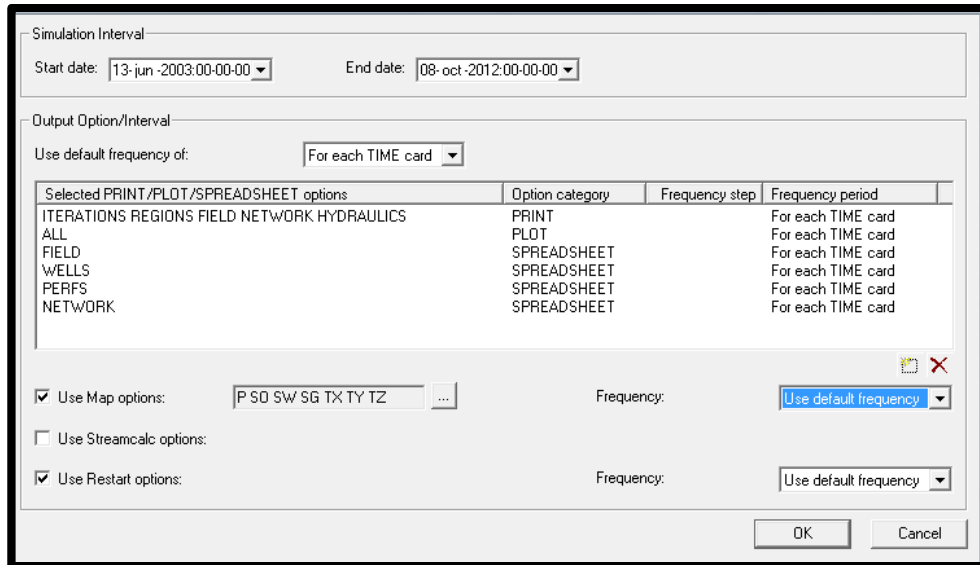 Simulation Interval
Start date: 13-jun-2003:00-00-00 End date: 08-oct-2012:00-00-00
Output Option/Interval
Use default frequency of: For each TIME card
Selected PRINT/PLOT/SPREADSHEET options Option category Frequency step Frequency period
ITERATIONS REGIONS FIELD NETWORK HYDRAULICS PRINT For each TIME card
ALL PLOT For each TIME card
FIELD SPREADSHEET For each TIME card
WELLS SPREADSHEET For each TIME card
PERFS SPREADSHEET For each TIME card
NETWORK SPREADSHEET For each TIME card
Use Map options: P SO SW SG TX TY TZ ... Frequency: Use default frequency
Use Streamcalc options:
Use Restart options: Frequency: Use default frequency
OK Cancel